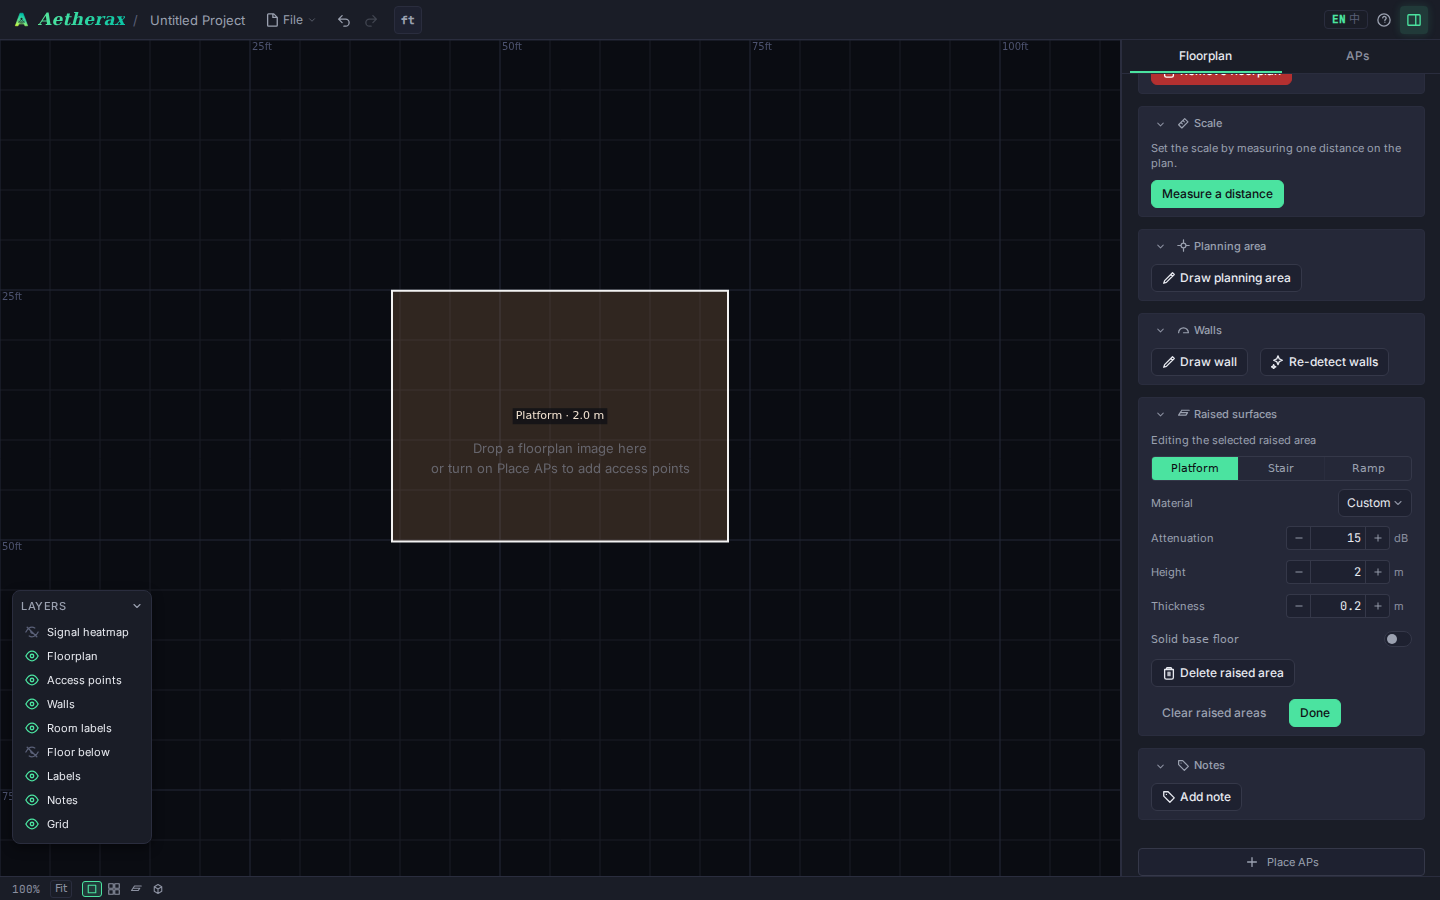 Aetherax / Untitled Project File ft EN 中
25ft 50ft 75ft 100ft
Floorplan APs
Remove floorplan
Scale
Set the scale by measuring one distance on the
plan.
Measure a distance
Planning area
Draw planning area
25ft
Walls
Draw wall Re-detect walls
Platform · 2.0 m
Drop a floorplan image here
or turn on Place APs to add access points
Raised surfaces
Editing the selected raised area
Platform Stair Ramp
Material Custom
Attenuation − 15 + dB
Height − 2 + m
Thickness − 0.2 + m
Solid base floor
Delete raised area
Clear raised areas Done
50ft
LAYERS
Signal heatmap
Floorplan
Access points
Walls
Room labels
Floor below
Labels
Notes
Grid
75
Notes
Add note
+ Place APs
100% Fit